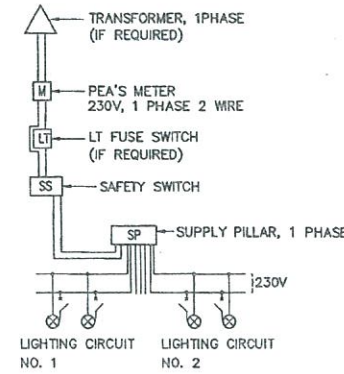 TRANSFORMER, 1PHASE
(IF REQUIRED)
M
PEA'S METER
230V, 1 PHASE 2 WIRE
LT
LT FUSE SWITCH
(IF REQUIRED)
SS
SAFETY SWITCH
SP
SUPPLY PILLAR, 1 PHASE
230V
LIGHTING CIRCUIT
NO. 1
LIGHTING CIRCUIT
NO. 2